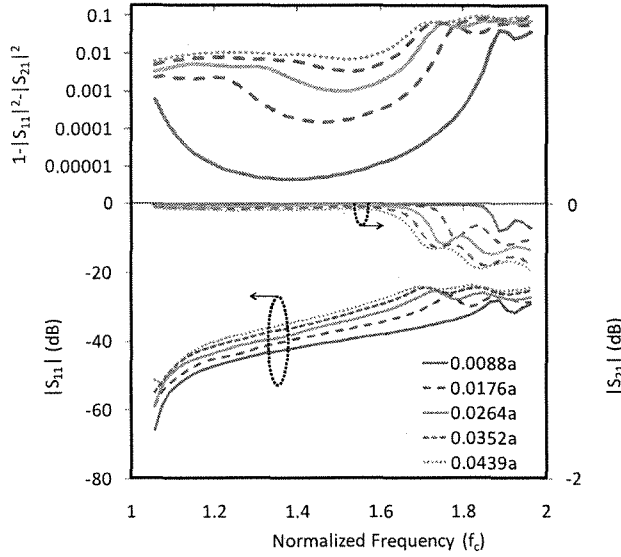 0.1
0.01
0.001
0.0001
0.00001
1-|S₁₁|²-|S₂₁|²
0
-20
-40
-60
-80
|S₁₁| (dB)
0
-2
|S₂₁| (dB)
0.0088a
0.0176a
0.0264a
0.0352a
0.0439a
1 1.2 1.4 1.6 1.8 2
Normalized Frequency (f_c)